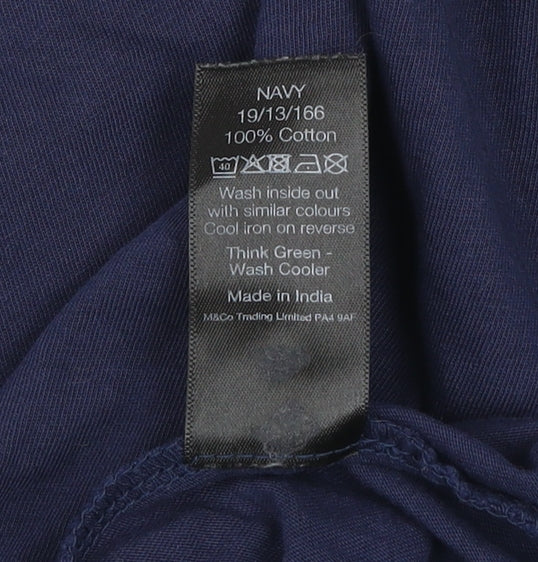 NAVY
19/13/166
100% Cotton
40
Wash inside out
with similar colours
Cool iron on reverse
Think Green -
Wash Cooler
Made in India
M&Co Trading Limited PA4 9AF